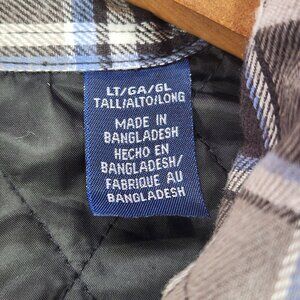 LT/GA/GL
TALL/ALTO/LONG
MADE IN
BANGLADESH
HECHO EN
BANGLADESH/
FABRIQUE AU
BANGLADESH